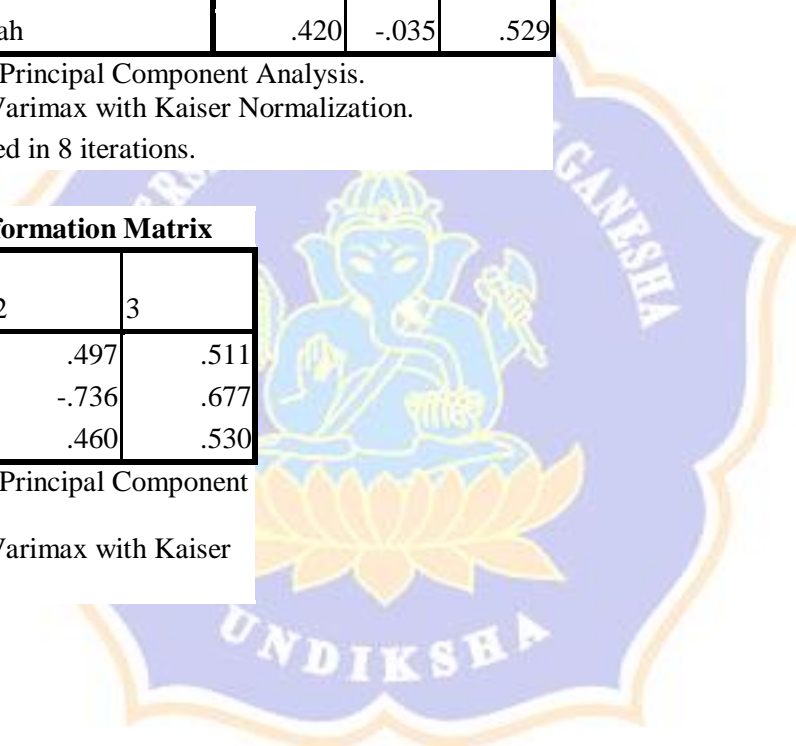 ah .420 -.035 .529
Principal Component Analysis.
Varimax with Kaiser Normalization.
ed in 8 iterations.
formation Matrix
2 3
.497 .511
-.736 .677
.460 .530
Principal Component
Varimax with Kaiser
GANESHA
UNDIKSHA